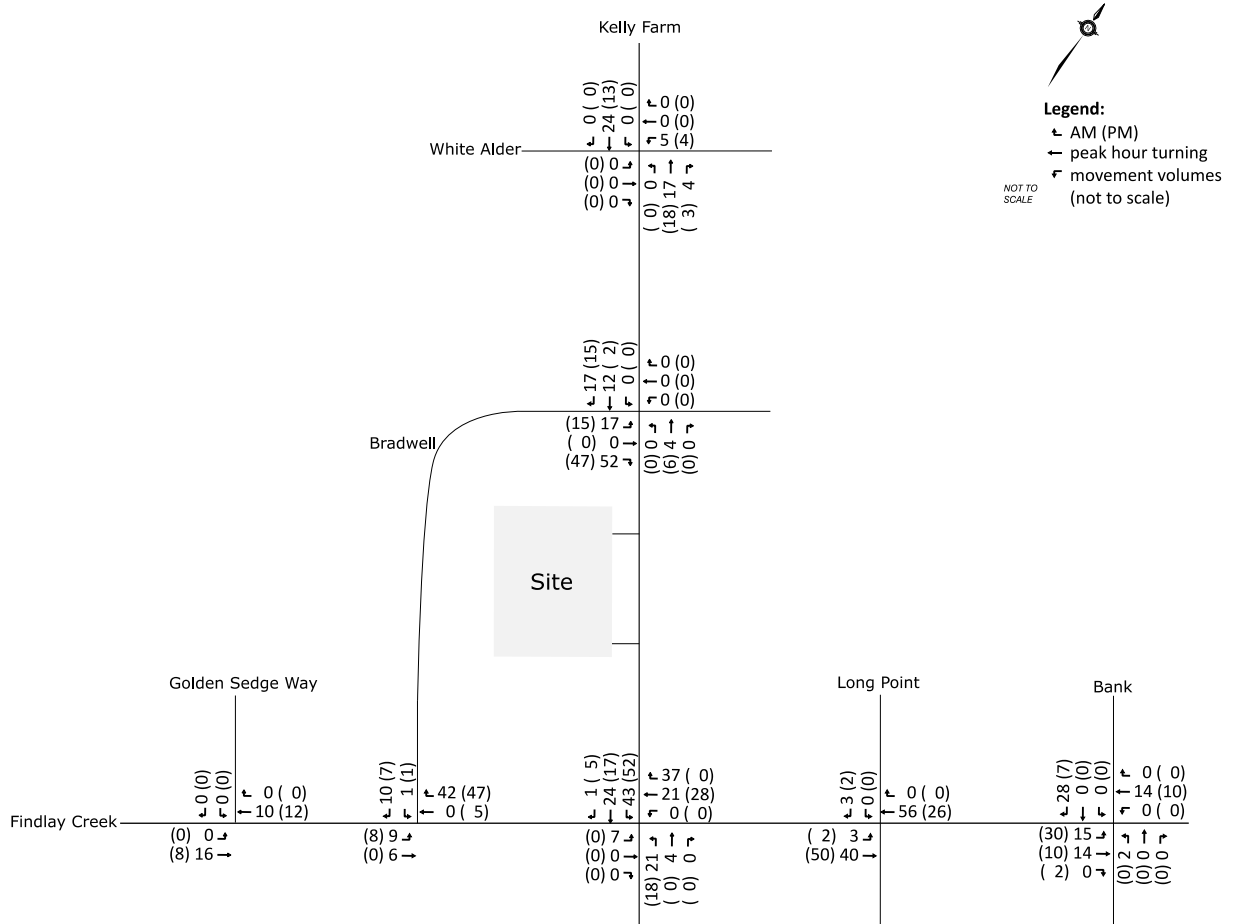 Kelly Farm
Legend:
AM (PM)
peak hour turning
movement volumes
(not to scale)
NOT TO
SCALE
0 ( 0)
24 (13)
0 ( 0)
0 (0)
0 (0)
5 (4)
White Alder
(0) 0
(0) 0
(0) 0
( 0) 0
(18) 17
( 3) 4
17 (15)
12 ( 2)
0 ( 0)
0 (0)
0 (0)
0 (0)
Bradwell
(15) 17
( 0) 0
(47) 52
(0) 0
(6) 4
(0) 0
Site
Golden Sedge Way
Long Point
Bank
0 (0)
0 (0)
0 ( 0)
10 (12)
10 (7)
1 (1)
42 (47)
0 ( 5)
1 ( 5)
24 (17)
43 (52)
37 ( 0)
21 (28)
0 ( 0)
3 (2)
0 (0)
0 ( 0)
56 (26)
28 (7)
0 (0)
0 (0)
0 ( 0)
14 (10)
0 ( 0)
Findlay Creek
(0) 0
(8) 16
(8) 9
(0) 6
(0) 7
(0) 0
(0) 0
(18) 21
( 0) 4
( 0) 0
( 2) 3
(50) 40
(30) 15
(10) 14
( 2) 0
(0) 2
(0) 0
(0) 0